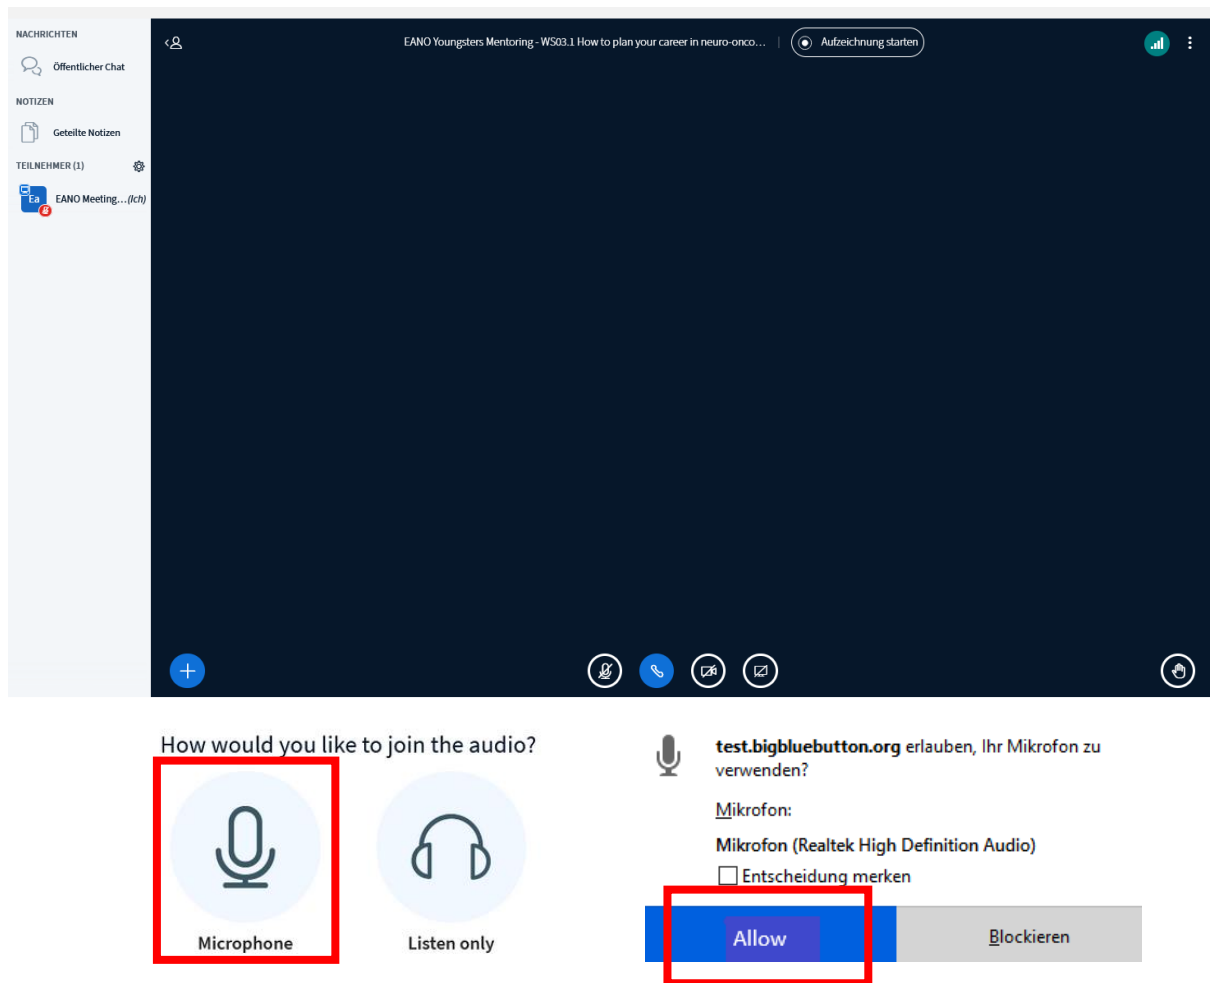 NACHRICHTEN
Öffentlicher Chat
NOTIZEN
Geteilte Notizen
TEILNEHMER (1)
Ea
EANO Meeting...(Ich)
EANO Youngsters Mentoring - WS03.1 How to plan your career in neuro-onco...
Aufzeichnung starten
How would you like to join the audio?
Microphone
Listen only
test.bigbluebutton.org erlauben, Ihr Mikrofon zu
verwenden?
Mikrofon:
Mikrofon (Realtek High Definition Audio)
Entscheidung merken
Allow
Blockieren